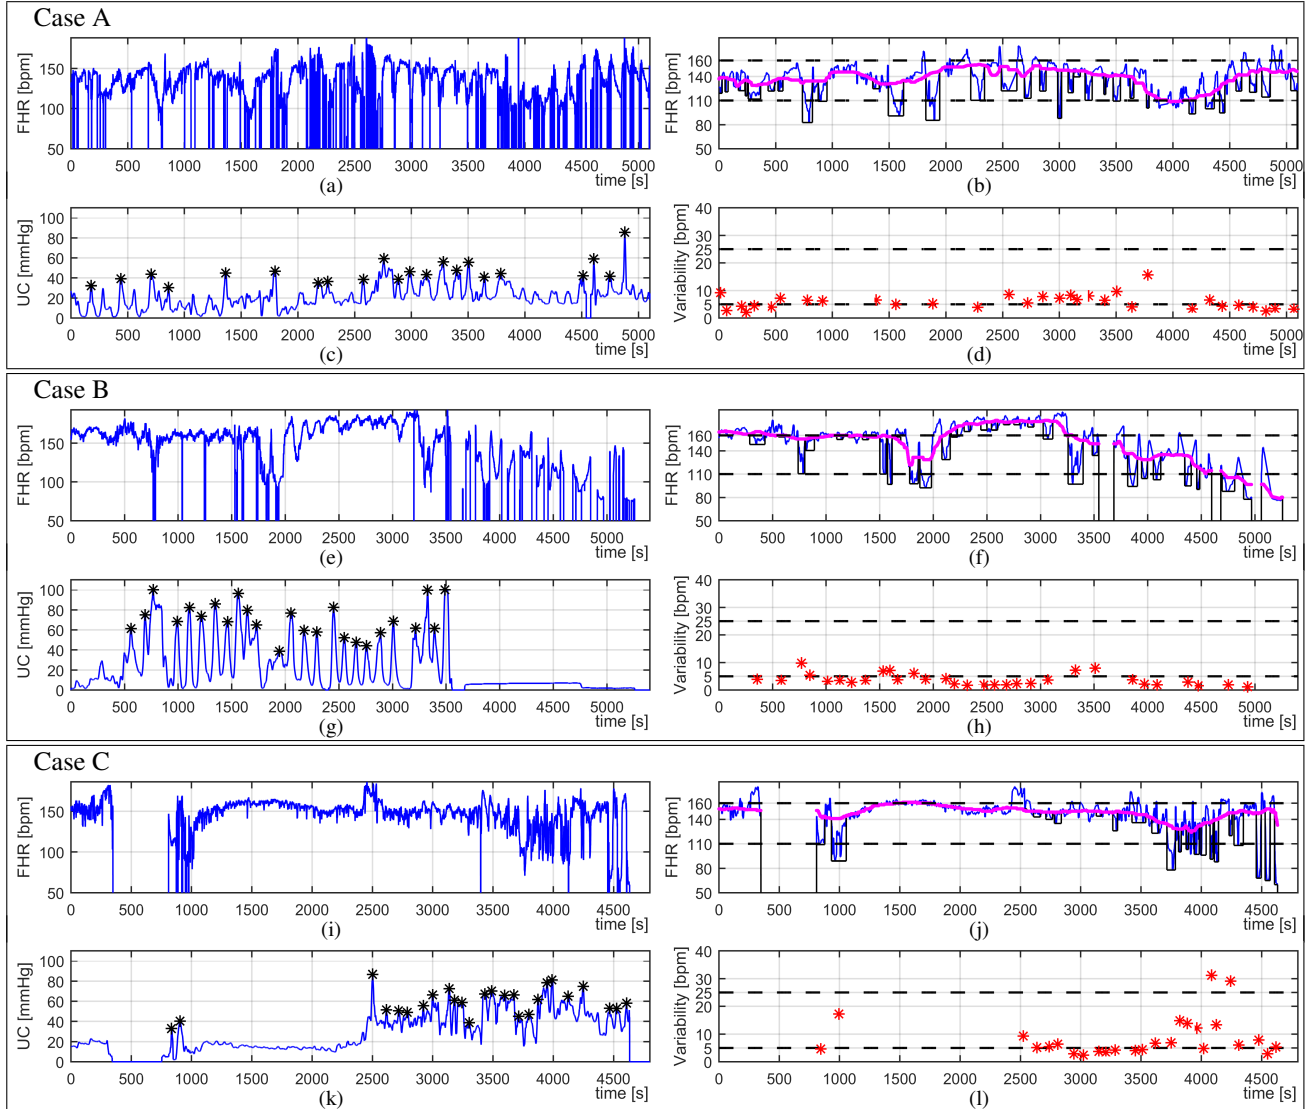 Case A
FHR [bpm]
150
100
50
0 500 1000 1500 2000 2500 3000 3500 4000 4500 5000
time [s]
(a)
FHR [bpm]
160
140
110
80
50
0 500 1000 1500 2000 2500 3000 3500 4000 4500 5000
time [s]
(b)
UC [mmHg]
100
80
60
40
20
0
0 500 1000 1500 2000 2500 3000 3500 4000 4500 5000
time [s]
(c)
Variability [bpm]
40
30
25
20
10
5
0
0 500 1000 1500 2000 2500 3000 3500 4000 4500 5000
time [s]
(d)
Case B
FHR [bpm]
150
100
50
0 500 1000 1500 2000 2500 3000 3500 4000 4500 5000
time [s]
(e)
FHR [bpm]
160
140
110
80
50
0 500 1000 1500 2000 2500 3000 3500 4000 4500 5000
time [s]
(f)
UC [mmHg]
100
80
60
40
20
0
0 500 1000 1500 2000 2500 3000 3500 4000 4500 5000
time [s]
(g)
Variability [bpm]
40
30
25
20
10
5
0
0 500 1000 1500 2000 2500 3000 3500 4000 4500 5000
time [s]
(h)
Case C
FHR [bpm]
150
100
50
0 500 1000 1500 2000 2500 3000 3500 4000 4500
time [s]
(i)
FHR [bpm]
160
140
110
80
50
0 500 1000 1500 2000 2500 3000 3500 4000 4500
time [s]
(j)
UC [mmHg]
100
80
60
40
20
0
0 500 1000 1500 2000 2500 3000 3500 4000 4500
time [s]
(k)
Variability [bpm]
40
30
25
20
10
5
0
0 500 1000 1500 2000 2500 3000 3500 4000 4500
time [s]
(l)